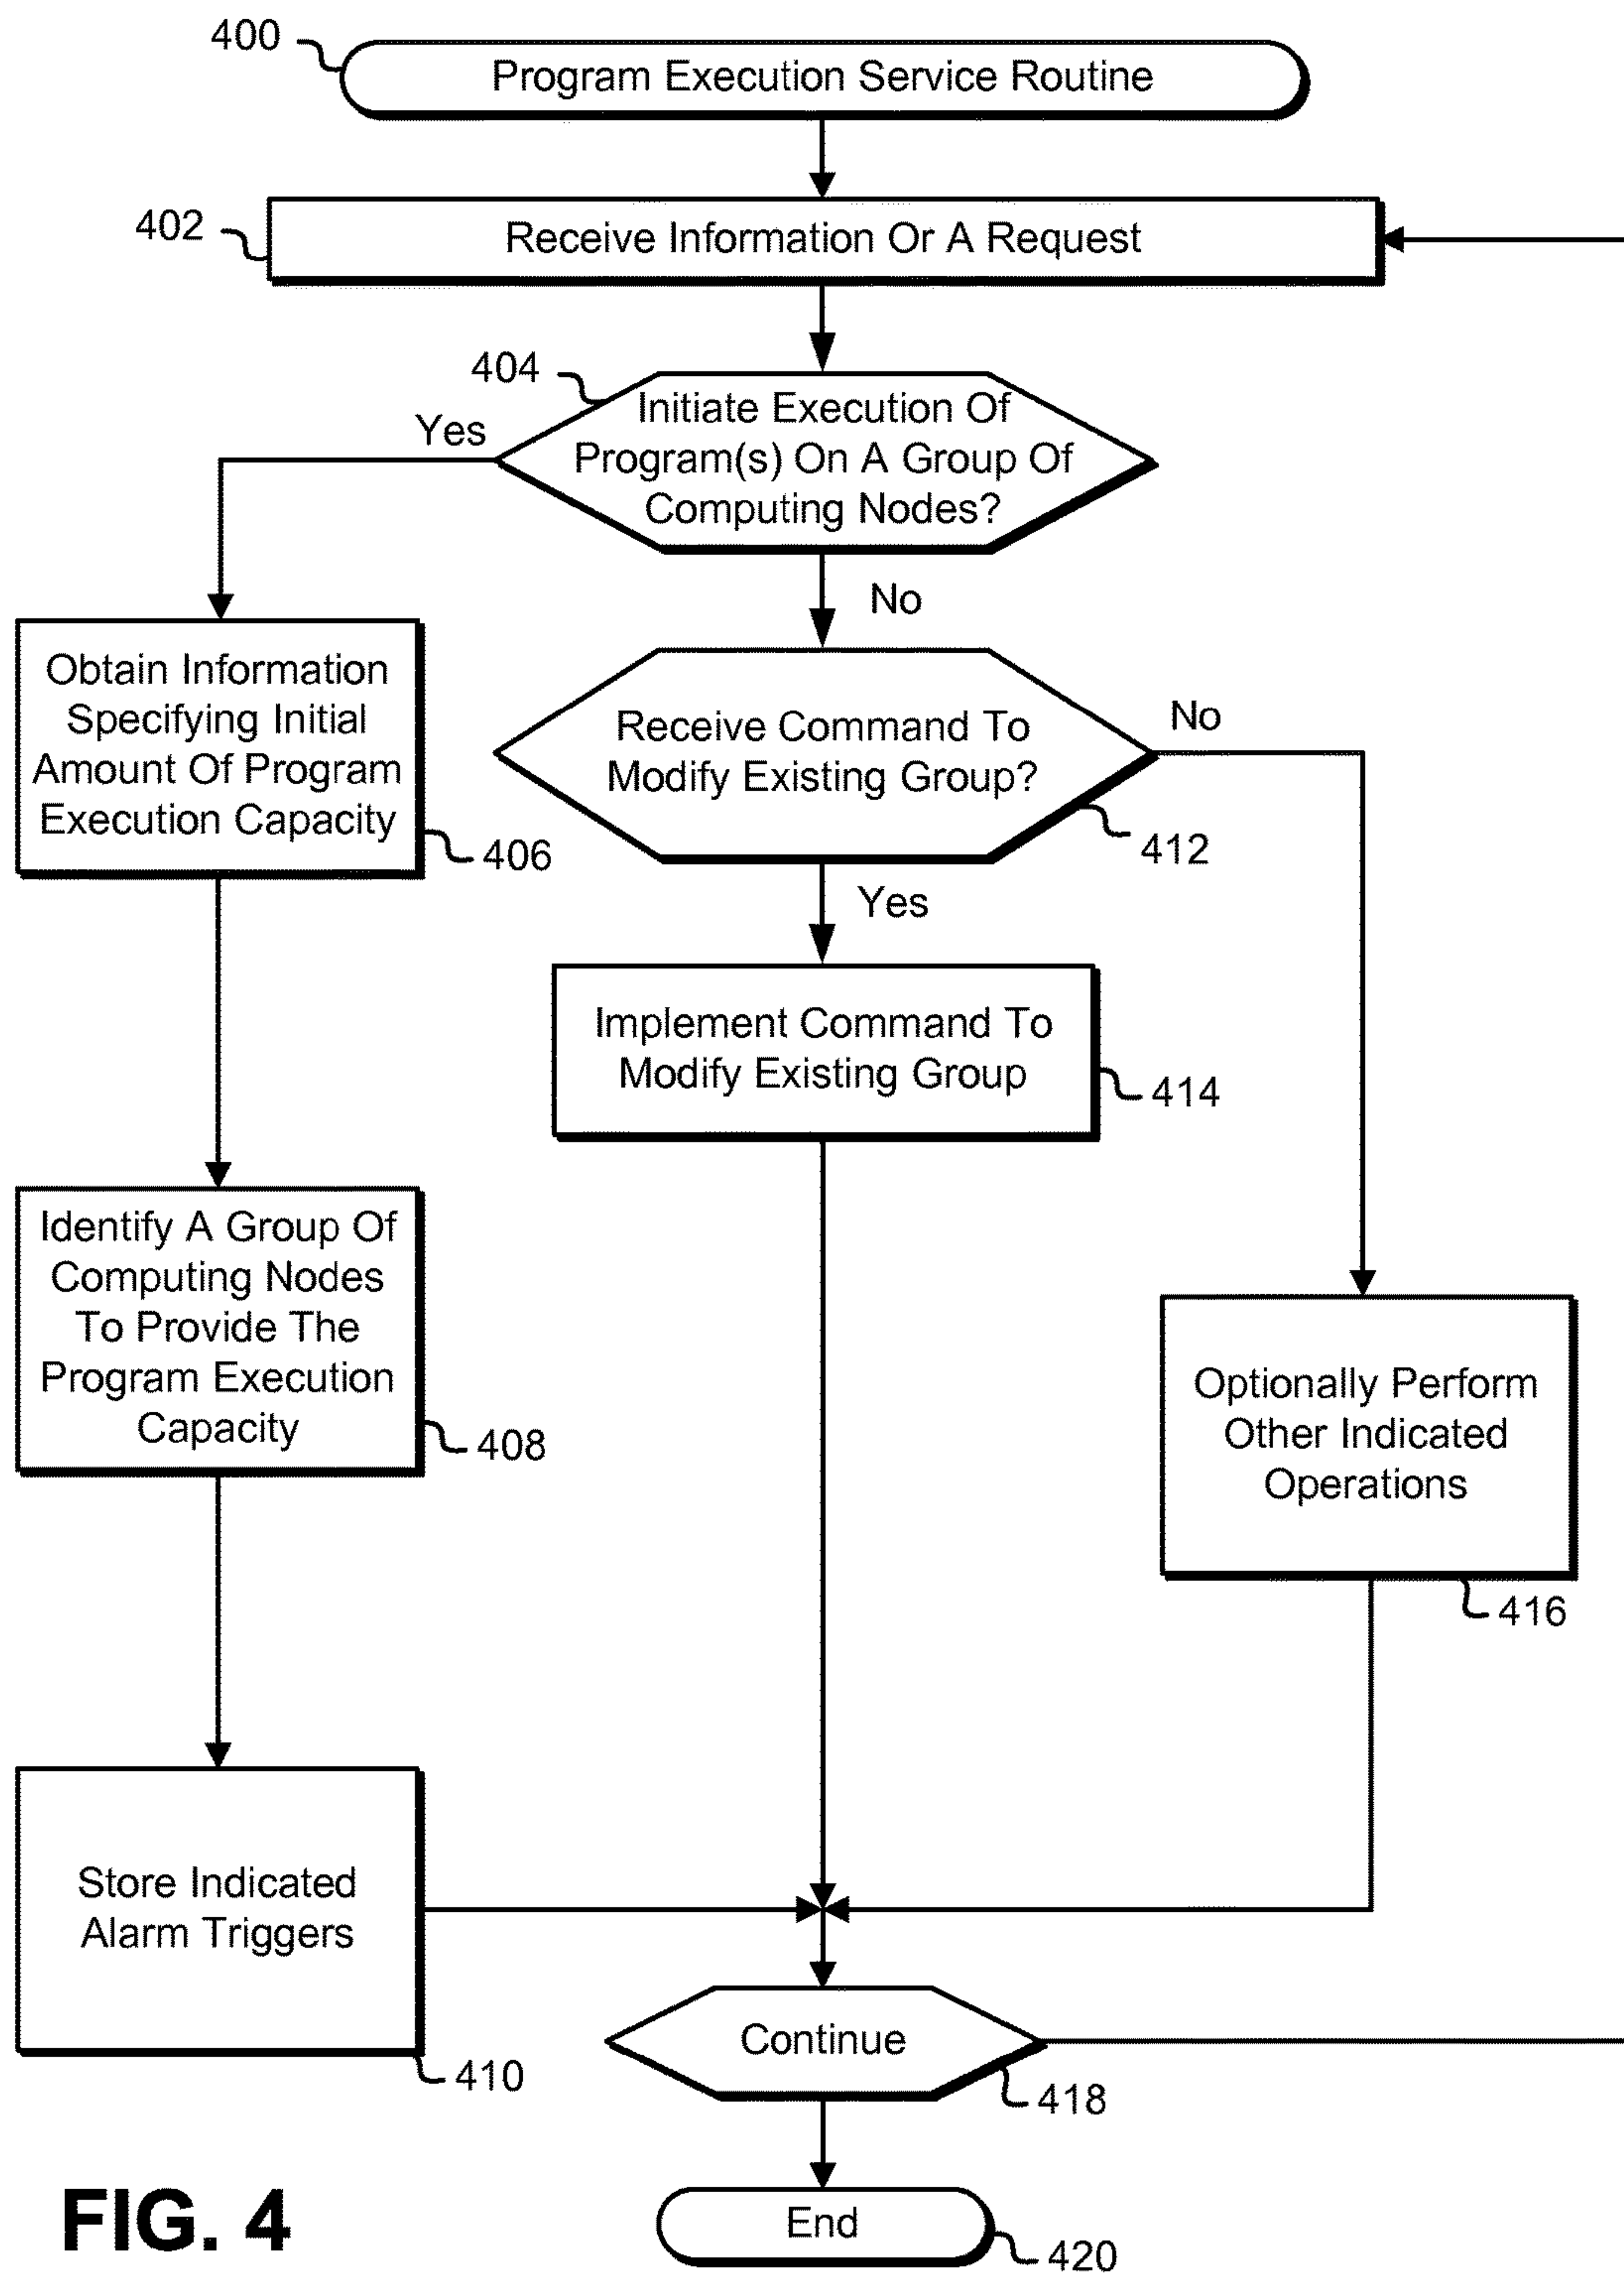 400
Program Execution Service Routine
402
Receive Information Or A Request
404
Initiate Execution Of
Program(s) On A Group Of
Computing Nodes?
Yes
No
Obtain Information
Specifying Initial
Amount Of Program
Execution Capacity
406
Receive Command To
Modify Existing Group?
No
412
Yes
Implement Command To
Modify Existing Group
414
Identify A Group Of
Computing Nodes
To Provide The
Program Execution
Capacity
408
Optionally Perform
Other Indicated
Operations
416
Store Indicated
Alarm Triggers
410
Continue
418
End
420
FIG. 4